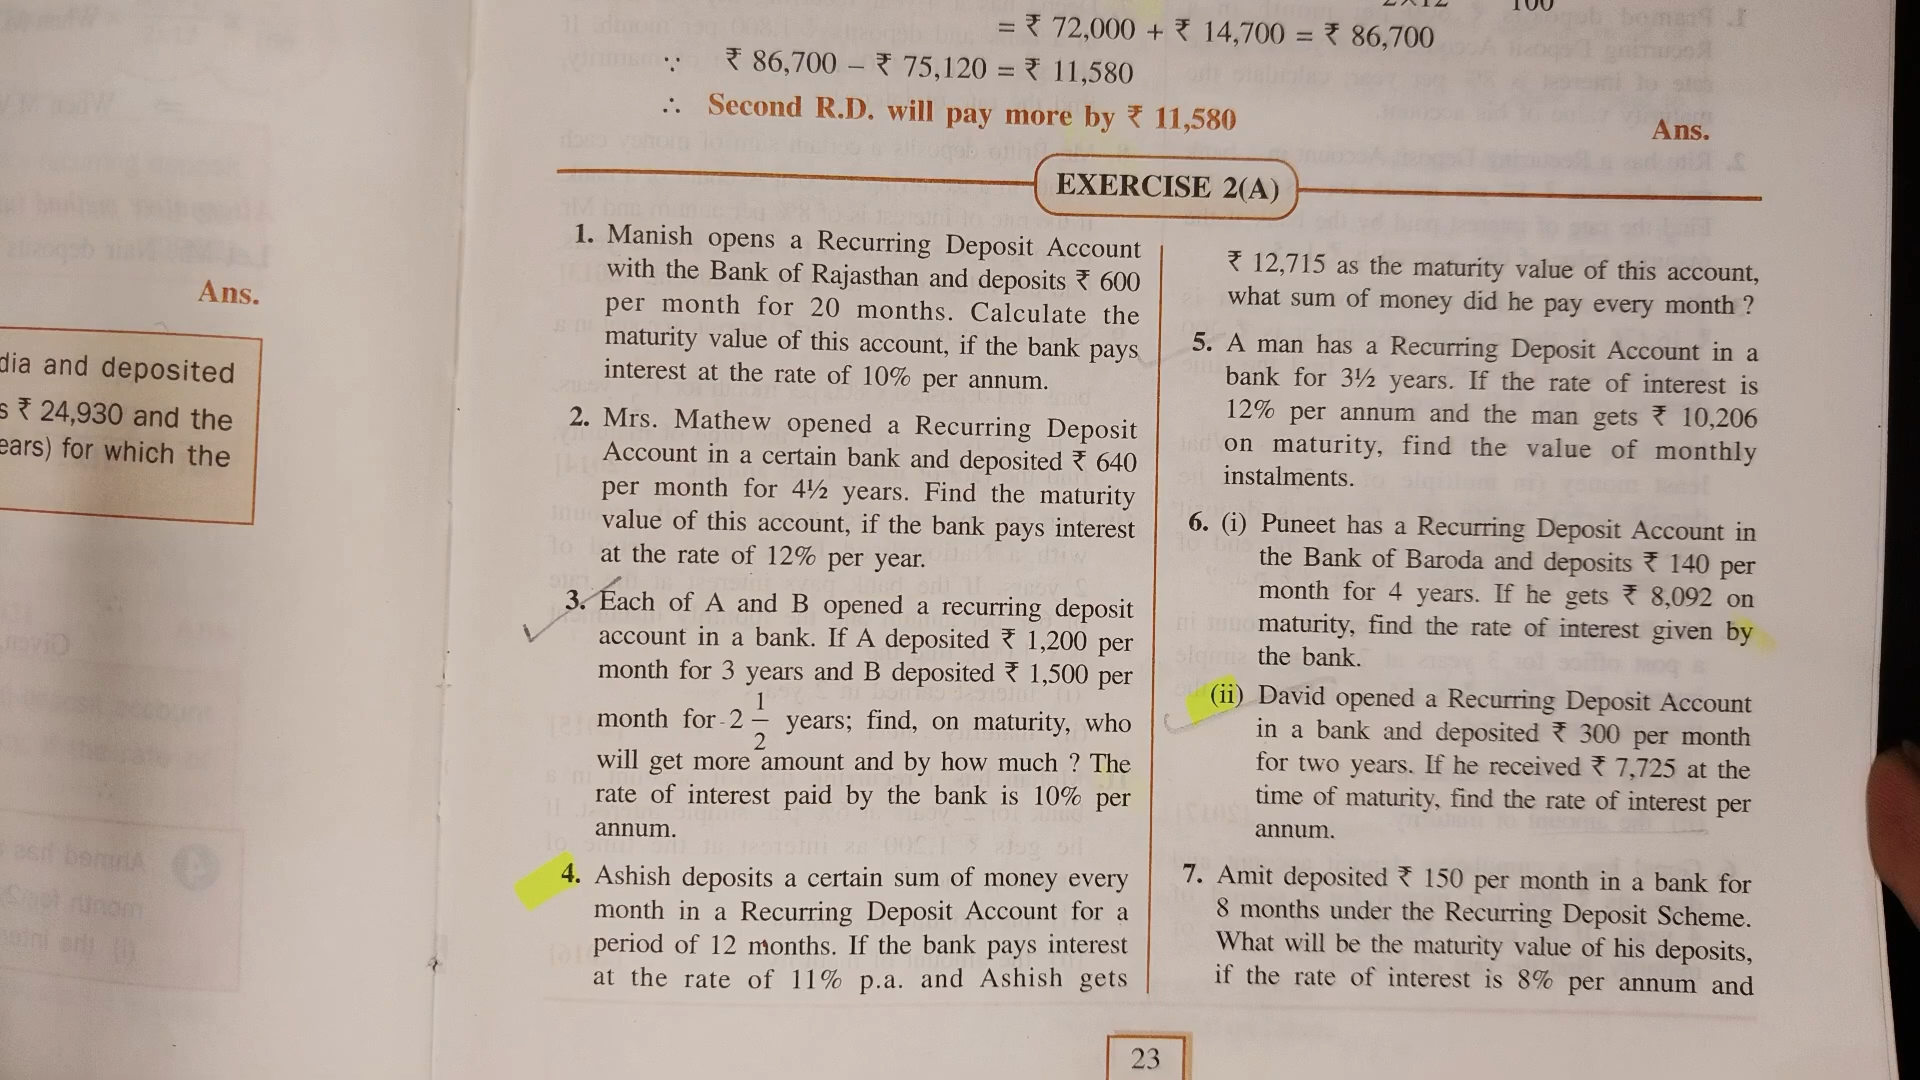 Ans.
dia and deposited
s ₹ 24,930 and the
ears) for which the
100
= ₹ 72,000 + ₹ 14,700 = ₹ 86,700
∵ ₹ 86,700 – ₹ 75,120 = ₹ 11,580
∴ Second R.D. will pay more by ₹ 11,580
Ans.
EXERCISE 2(A)
1. Manish opens a Recurring Deposit Account
with the Bank of Rajasthan and deposits ₹ 600
per month for 20 months. Calculate the
maturity value of this account, if the bank pays
interest at the rate of 10% per annum.
2. Mrs. Mathew opened a Recurring Deposit
Account in a certain bank and deposited ₹ 640
per month for 4½ years. Find the maturity
value of this account, if the bank pays interest
at the rate of 12% per year.
3. Each of A and B opened a recurring deposit
account in a bank. If A deposited ₹ 1,200 per
month for 3 years and B deposited ₹ 1,500 per
month for 2 1/2 years; find, on maturity, who
will get more amount and by how much ? The
rate of interest paid by the bank is 10% per
annum.
4. Ashish deposits a certain sum of money every
month in a Recurring Deposit Account for a
period of 12 months. If the bank pays interest
at the rate of 11% p.a. and Ashish gets
₹ 12,715 as the maturity value of this account,
what sum of money did he pay every month ?
5. A man has a Recurring Deposit Account in a
bank for 3½ years. If the rate of interest is
12% per annum and the man gets ₹ 10,206
on maturity, find the value of monthly
instalments.
6. (i) Puneet has a Recurring Deposit Account in
the Bank of Baroda and deposits ₹ 140 per
month for 4 years. If he gets ₹ 8,092 on
maturity, find the rate of interest given by
the bank.
(ii) David opened a Recurring Deposit Account
in a bank and deposited ₹ 300 per month
for two years. If he received ₹ 7,725 at the
time of maturity, find the rate of interest per
annum.
7. Amit deposited ₹ 150 per month in a bank for
8 months under the Recurring Deposit Scheme.
What will be the maturity value of his deposits,
if the rate of interest is 8% per annum and
23